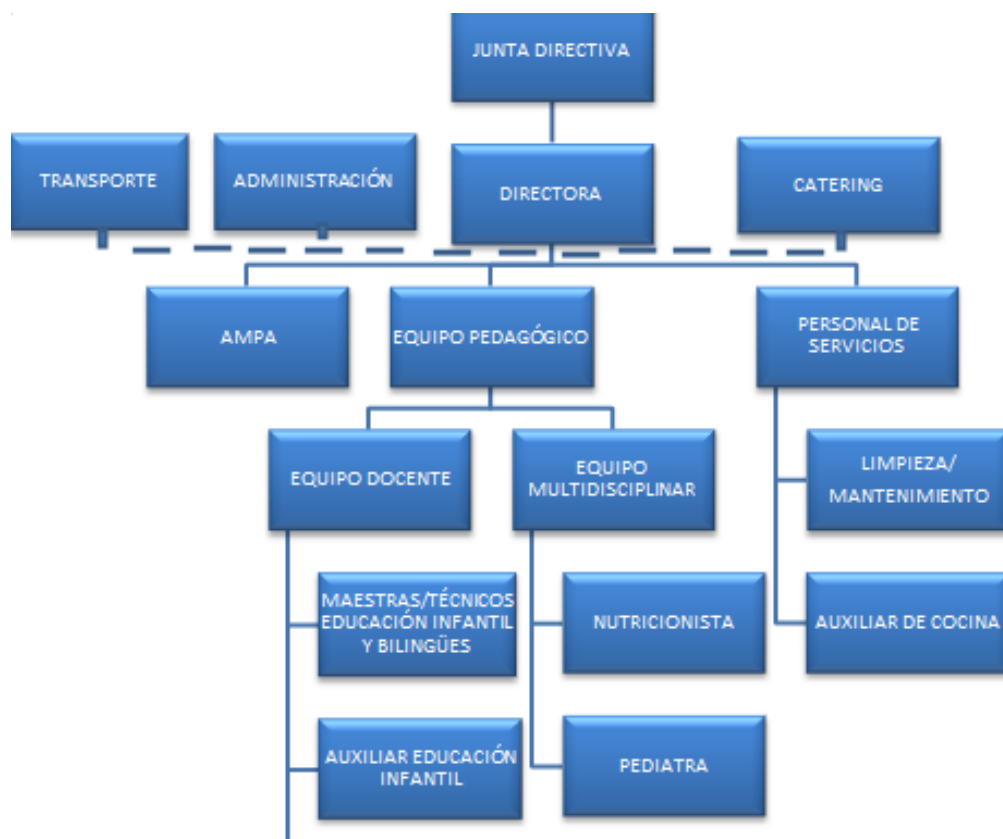 JUNTA DIRECTIVA
TRANSPORTE
ADMINISTRACIÓN
DIRECTORA
CATERING
AMPA
EQUIPO PEDAGÓGICO
PERSONAL DE
SERVICIOS
EQUIPO DOCENTE
EQUIPO
MULTIDISCIPLINAR
LIMPIEZA/
MANTENIMIENTO
MAESTRAS/TÉCNICOS
EDUCACIÓN INFANTIL
Y BILINGÜES
NUTRICIONISTA
AUXILIAR DE COCINA
AUXILIAR EDUCACIÓN
INFANTIL
PEDIATRA